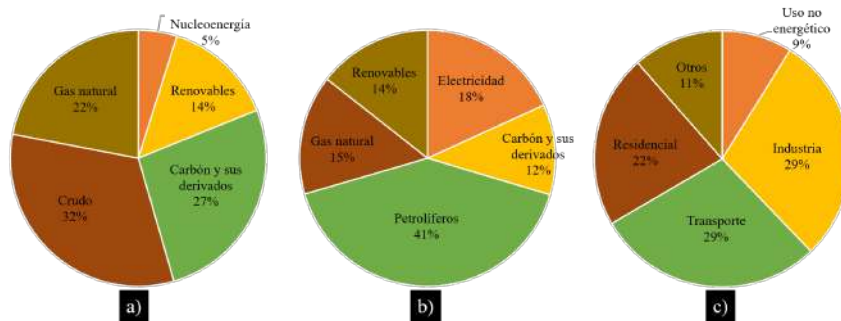 Nucleoenergía
5%
Renovables
14%
Carbón y sus
derivados
27%
Crudo
32%
Gas natural
22%
a)
Electricidad
18%
Carbón y sus
derivados
12%
Petrolíferos
41%
Gas natural
15%
Renovables
14%
b)
Uso no
energético
9%
Industria
29%
Transporte
29%
Residencial
22%
Otros
11%
c)